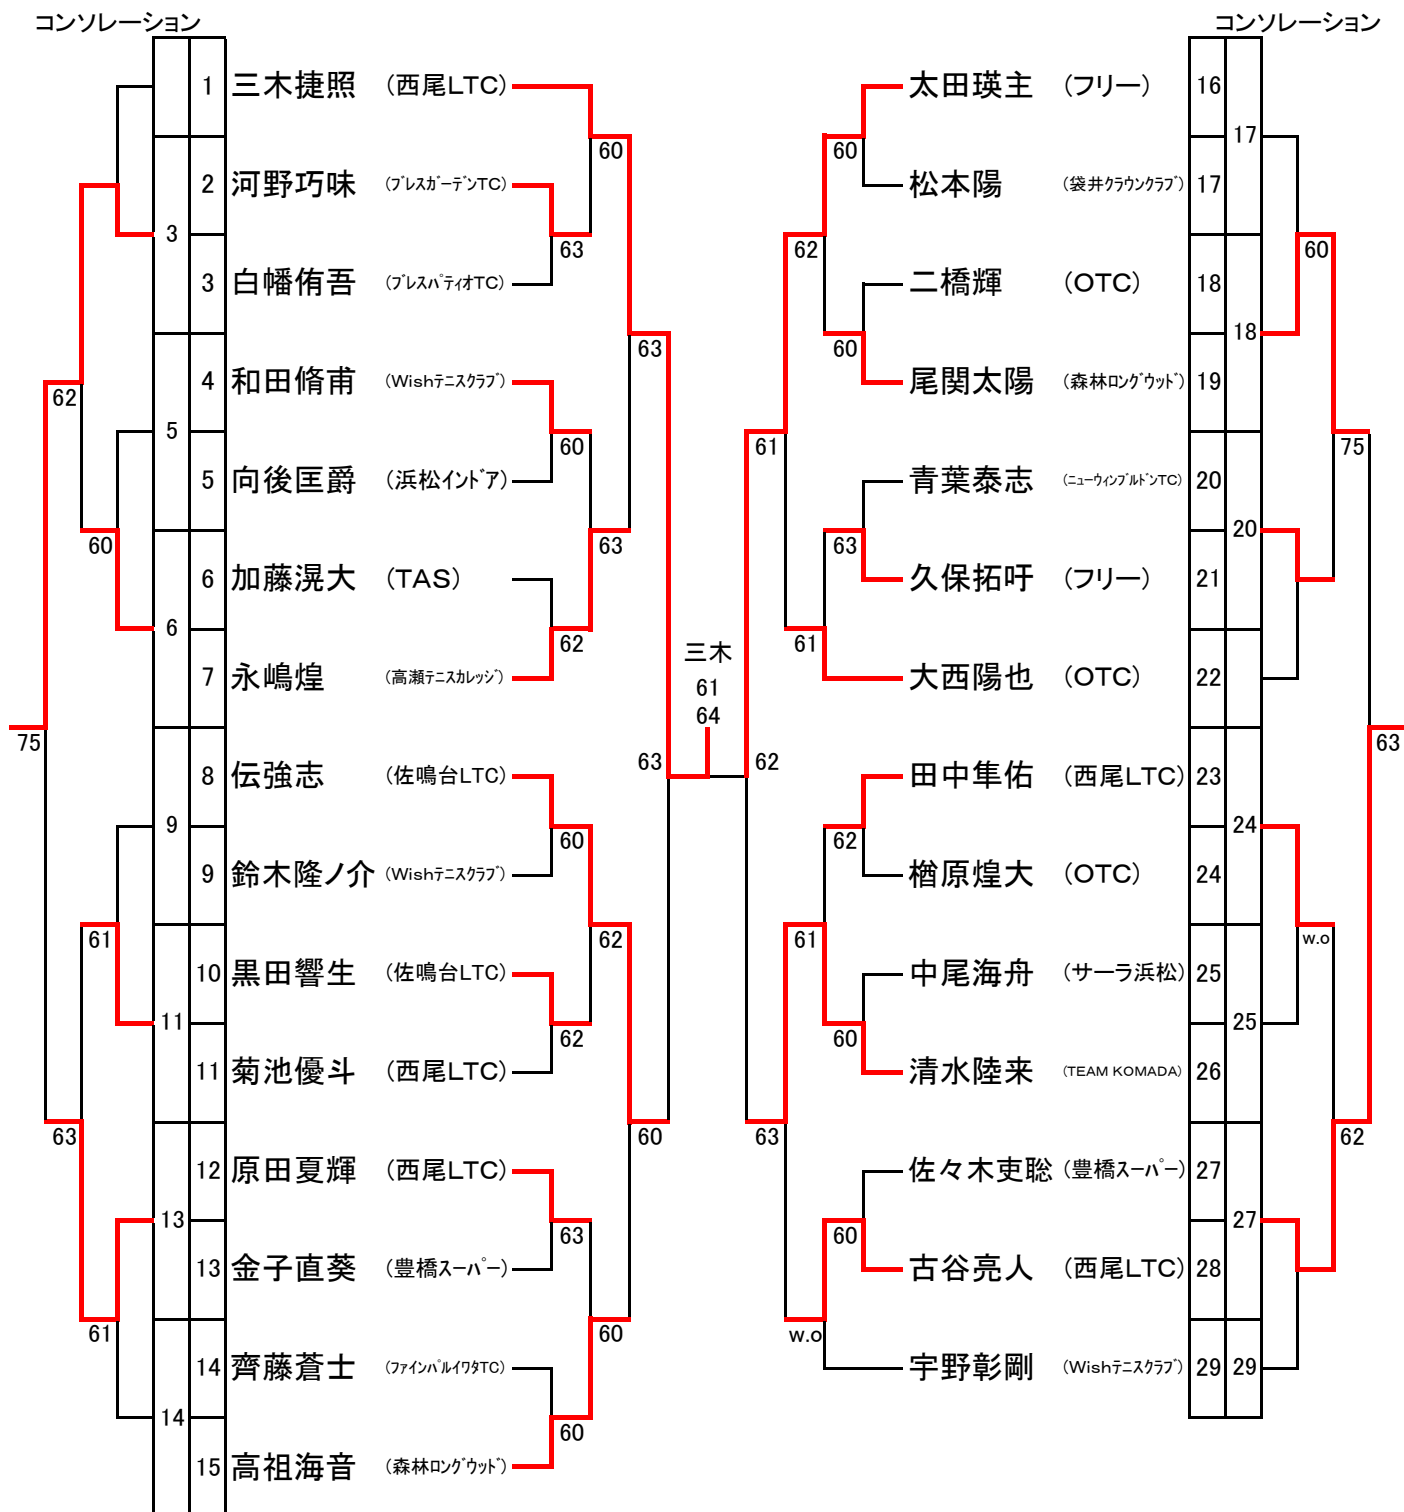 コンソレーション
コンソレーション
1 三木捷照 (西尾LTC)
2 河野巧味 (ブレスガーデンTC)
3 白幡侑吾 (ブレスパティオTC)
4 和田脩甫 (Wishテニスクラブ)
5 向後匡爵 (浜松インドア)
6 加藤滉大 (TAS)
7 永嶋煌 (高瀬テニスカレッジ)
8 伝強志 (佐鳴台LTC)
9 鈴木隆ノ介 (Wishテニスクラブ)
10 黒田響生 (佐鳴台LTC)
11 菊池優斗 (西尾LTC)
12 原田夏輝 (西尾LTC)
13 金子直葵 (豊橋スーパー)
14 齊藤蒼士 (ファインパルイワタTC)
15 高祖海音 (森林ロングウッド)
3
5
6
9
11
13
14
62
60
75
61
63
61
60
63
63
60
63
62
60
62
62
60
63
60
60
63
三木
61
64
62
太田瑛主 (フリー) 16
松本陽 (袋井クラウンクラブ) 17
二橋輝 (OTC) 18
尾関太陽 (森林ロングウッド) 19
青葉泰志 (ニューウィンブルドンTC) 20
久保拓吁 (フリー) 21
大西陽也 (OTC) 22
田中隼佑 (西尾LTC) 23
楢原煌大 (OTC) 24
中尾海舟 (サーラ浜松) 25
清水陸来 (TEAM KOMADA) 26
佐々木吏聡 (豊橋スーパー) 27
古谷亮人 (西尾LTC) 28
宇野彰剛 (Wishテニスクラブ) 29
60
62
60
61
63
61
62
61
60
63
60
w.o
17
18
20
24
25
27
29
60
75
63
w.o
62